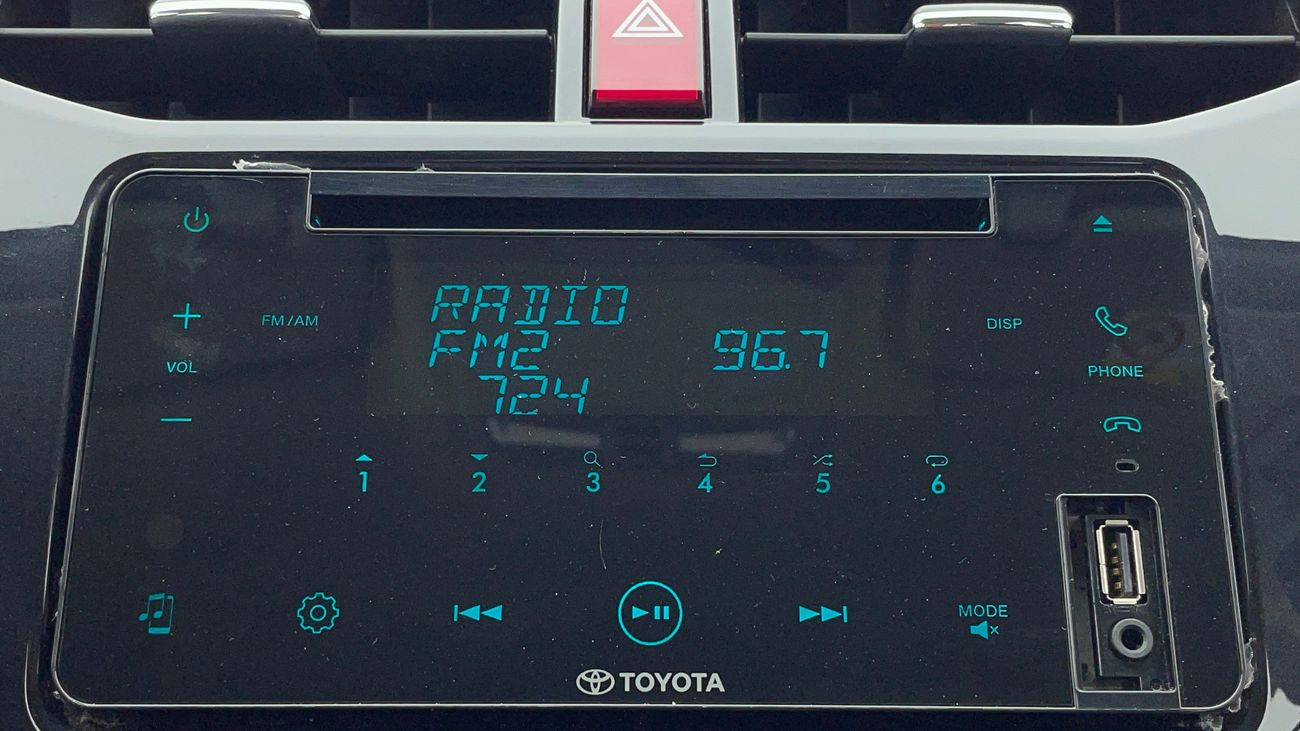 RADIO
FM2 96.7
724
VOL
FM/AM
DISP
PHONE
1 2 3 4 5 6
MODE
TOYOTA